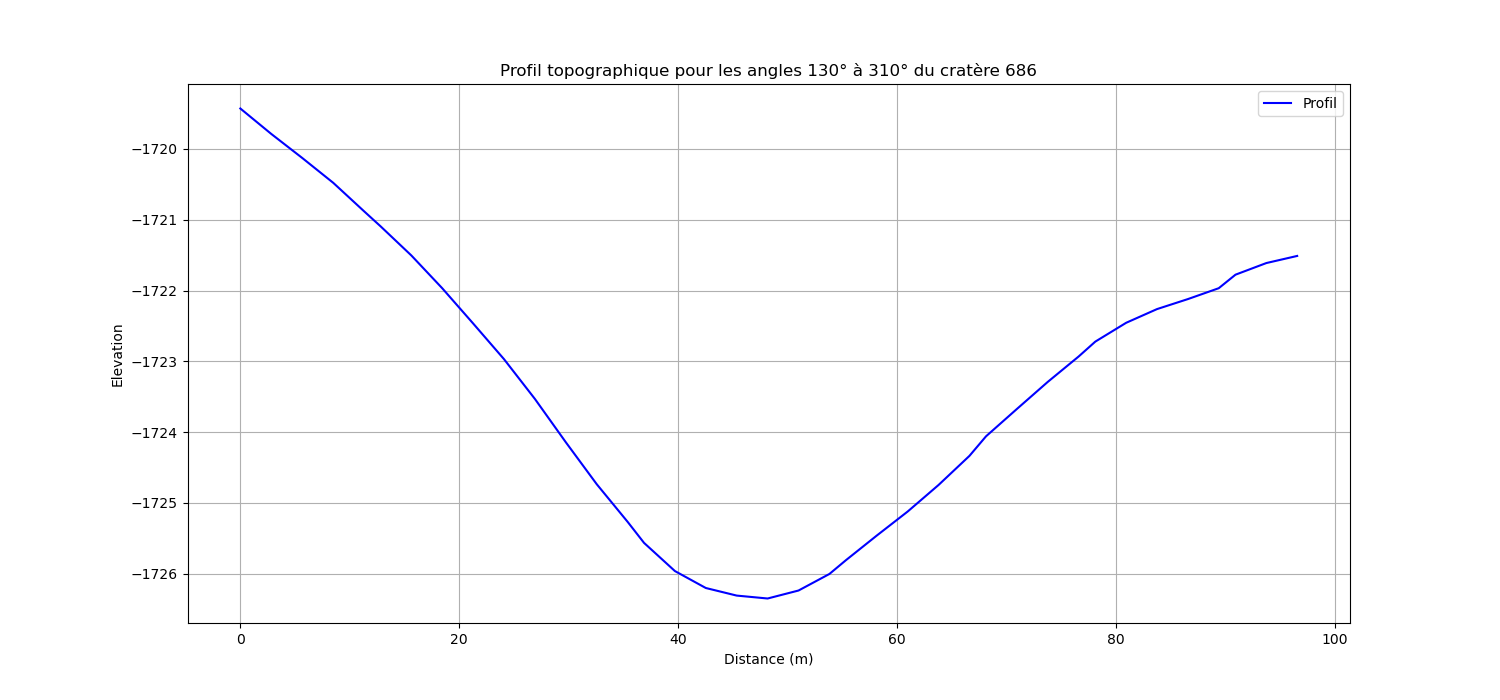 Profil topographique pour les angles 130° à 310° du cratère 686
Profil
−1720
−1721
−1722
−1723
−1724
−1725
−1726
Elevation
0 20 40 60 80 100
Distance (m)